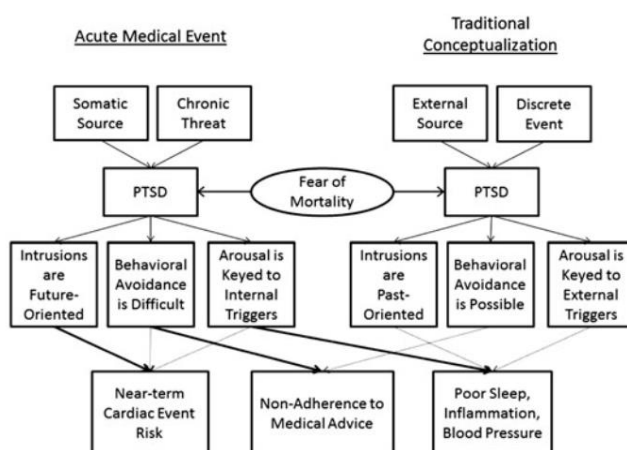 Acute Medical Event
Traditional
Conceptualization
Somatic
Source
Chronic
Threat
External
Source
Discrete
Event
PTSD
Fear of
Mortality
PTSD
Intrusions
are
Future-
Oriented
Behavioral
Avoidance
is Difficult
Arousal is
Keyed to
Internal
Triggers
Intrusions
are
Past-
Oriented
Behavioral
Avoidance
is Possible
Arousal is
Keyed to
External
Triggers
Near-term
Cardiac Event
Risk
Non-Adherence to
Medical Advice
Poor Sleep,
Inflammation,
Blood Pressure